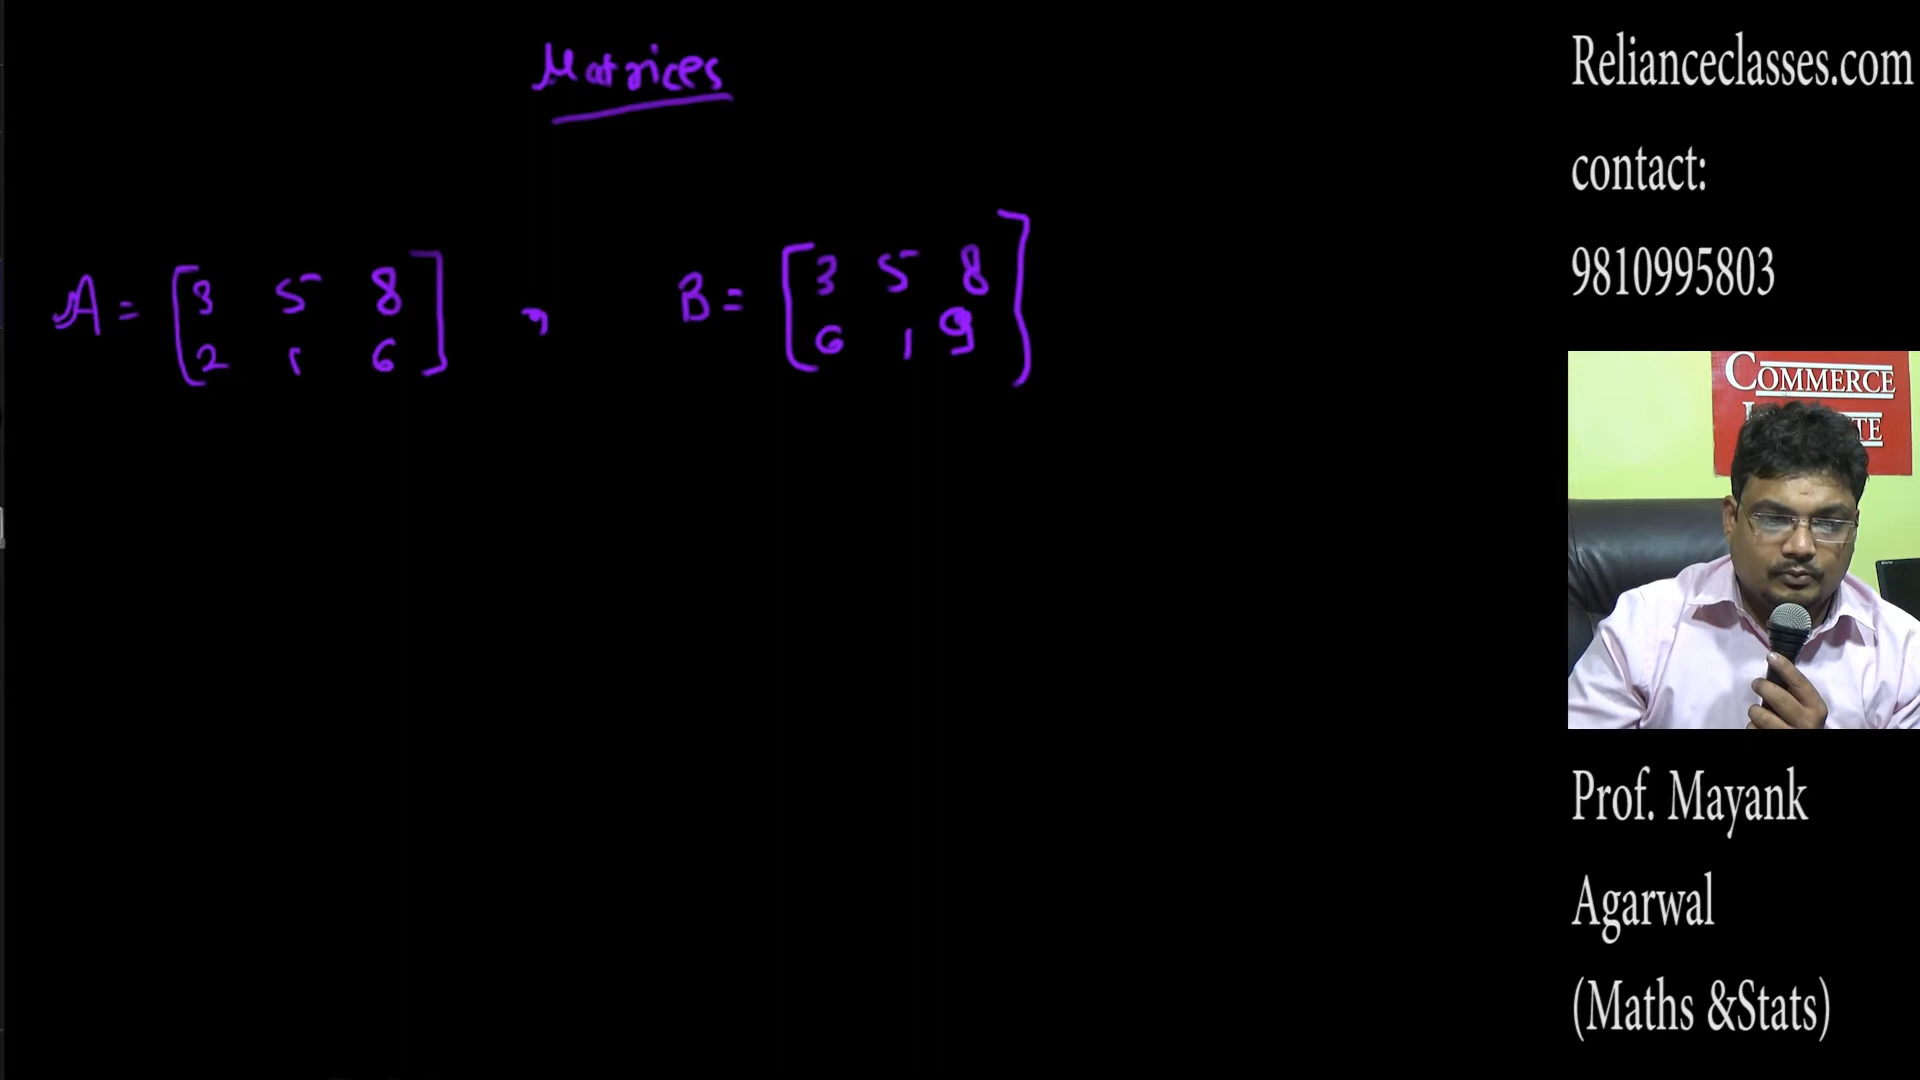 Matrices
A = [3 5 8
2 1 6] , B = [3 5 8
6 1 9]
Relianceclasses.com
contact:
9810995803
COMMERCE
TE
Prof. Mayank
Agarwal
(Maths &Stats)